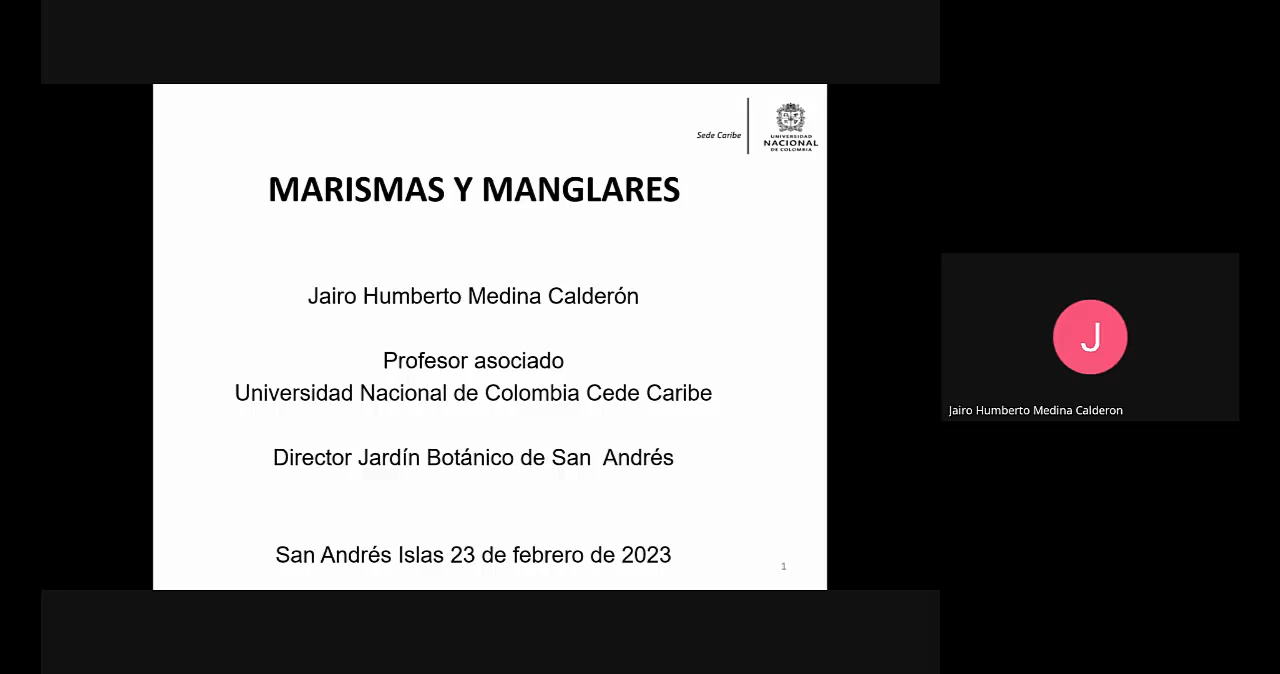 Sede Caribe
UNIVERSIDAD
NACIONAL
DE COLOMBIA
MARISMAS Y MANGLARES
Jairo Humberto Medina Calderón
Profesor asociado
Universidad Nacional de Colombia Cede Caribe
Director Jardín Botánico de San  Andrés
San Andrés Islas 23 de febrero de 2023
1
J
Jairo Humberto Medina Calderon